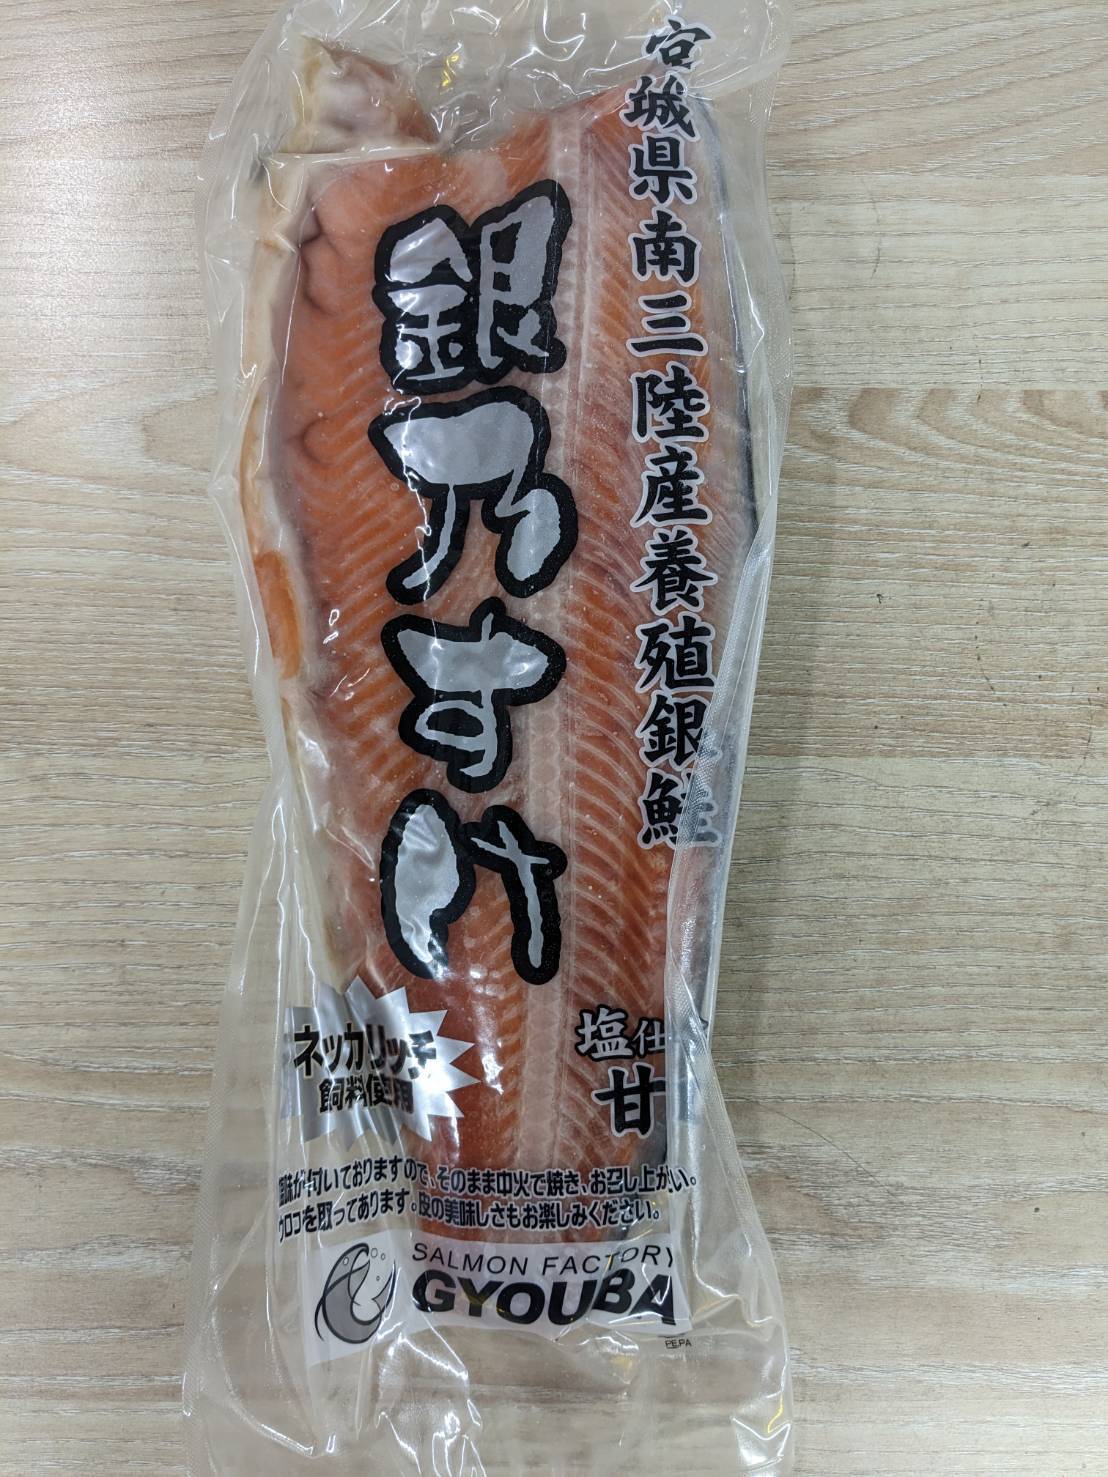 宮城県南三陸産養殖銀鮭
銀乃すけ
塩仕
甘
ネッカリッチ
飼料使用
塩味が付いておりますので、そのまま中火で焼き、お召し上がい。
ウロコを取ってあります。皮の美味しさもお楽しみください。
SALMON FACTORY
GYOUBA
PE,PA